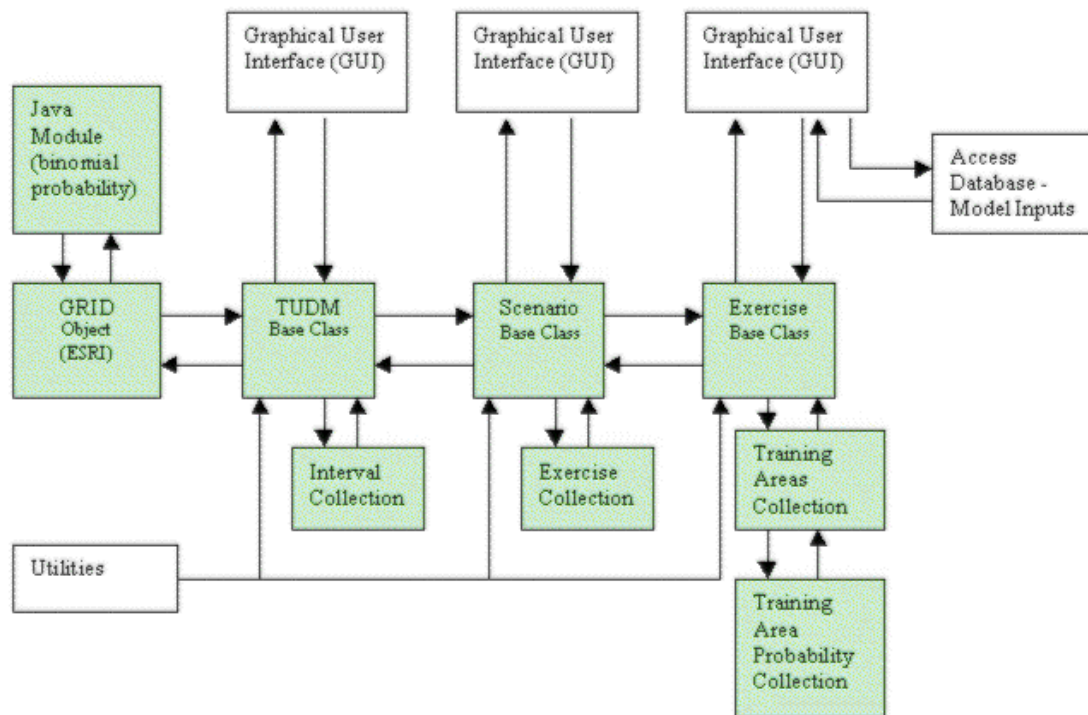 Graphical User
Interface (GUI)
Graphical User
Interface (GUI)
Graphical User
Interface (GUI)
Java
Module
(binomial
probability)
Access
Database -
Model Inputs
GRID
Object
(ESRI)
TUDM
Base Class
Scenario
Base Class
Exercise
Base Class
Interval
Collection
Exercise
Collection
Training
Areas
Collection
Utilities
Training
Area
Probability
Collection